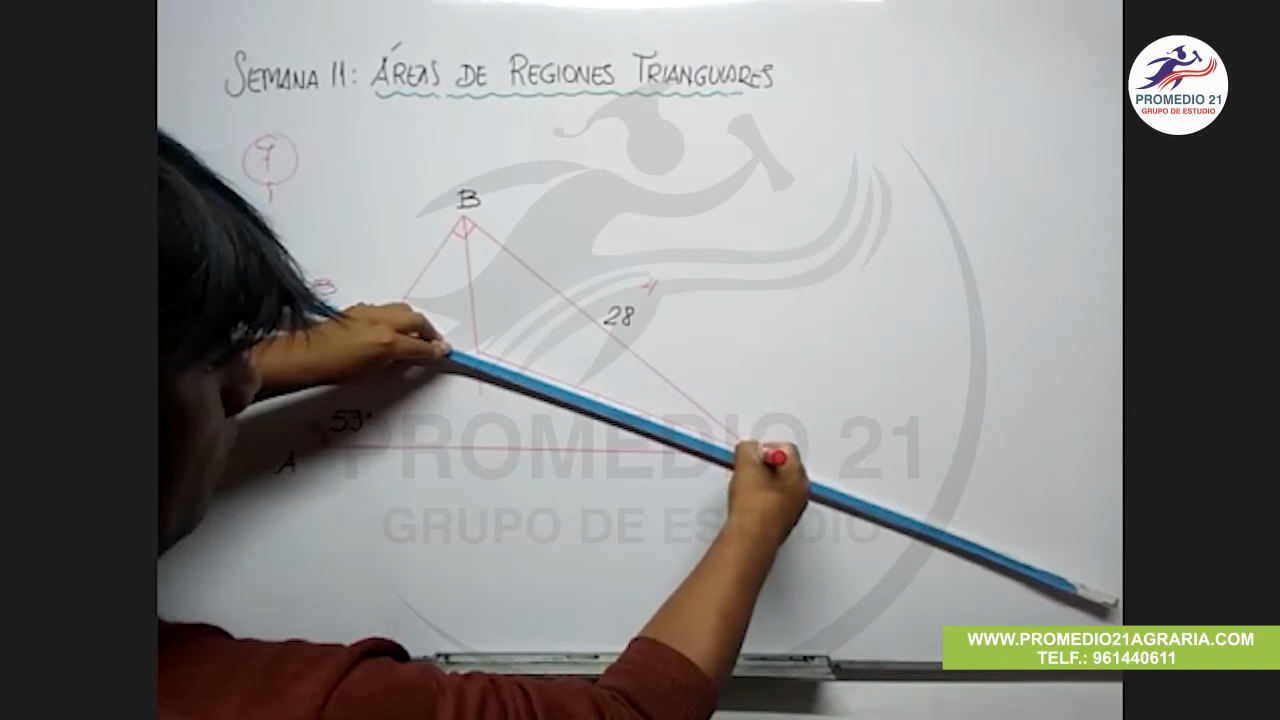 SEMANA 11: ÁREAS DE REGIONES TRIANGULARES
7
B
28
53°
A
PROMEDIO 21
GRUPO DE ESTUDIO
PROMEDIO 21
GRUPO DE ESTUDIO
WWW.PROMEDIO21AGRARIA.COM
TELF.: 961440611